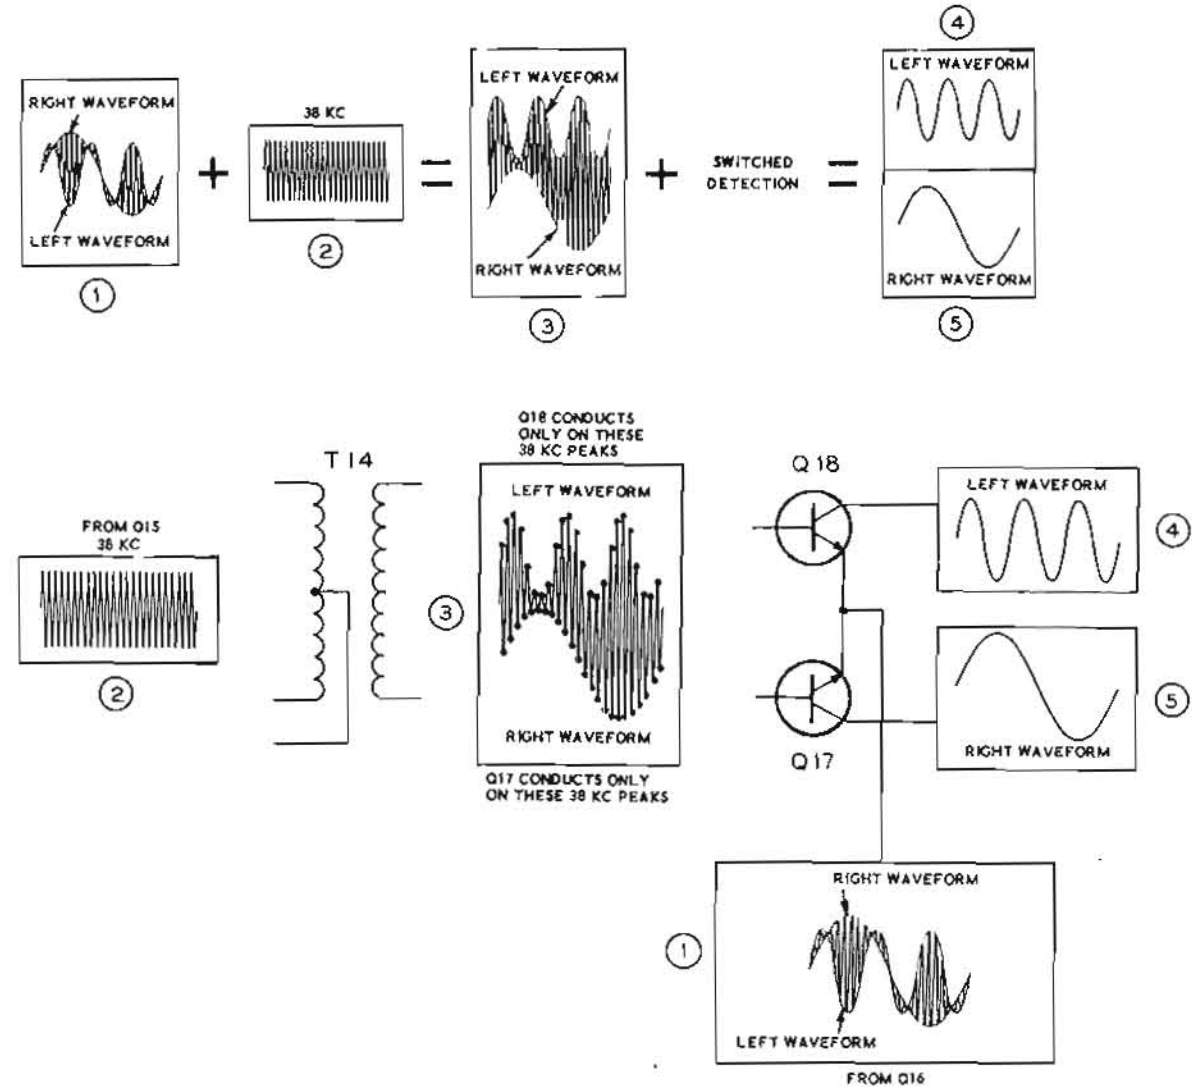 4
LEFT WAVEFORM
RIGHT WAVEFORM
5
RIGHT WAVEFORM
LEFT WAVEFORM
1
38 KC
2
LEFT WAVEFORM
RIGHT WAVEFORM
3
SWITCHED
DETECTION
FROM Q15
38 KC
2
T14
3
Q18 CONDUCTS
ONLY ON THESE
38 KC PEAKS
LEFT WAVEFORM
RIGHT WAVEFORM
Q17 CONDUCTS ONLY
ON THESE 38 KC PEAKS
Q18
Q17
LEFT WAVEFORM
4
RIGHT WAVEFORM
5
1
RIGHT WAVEFORM
LEFT WAVEFORM
FROM Q16